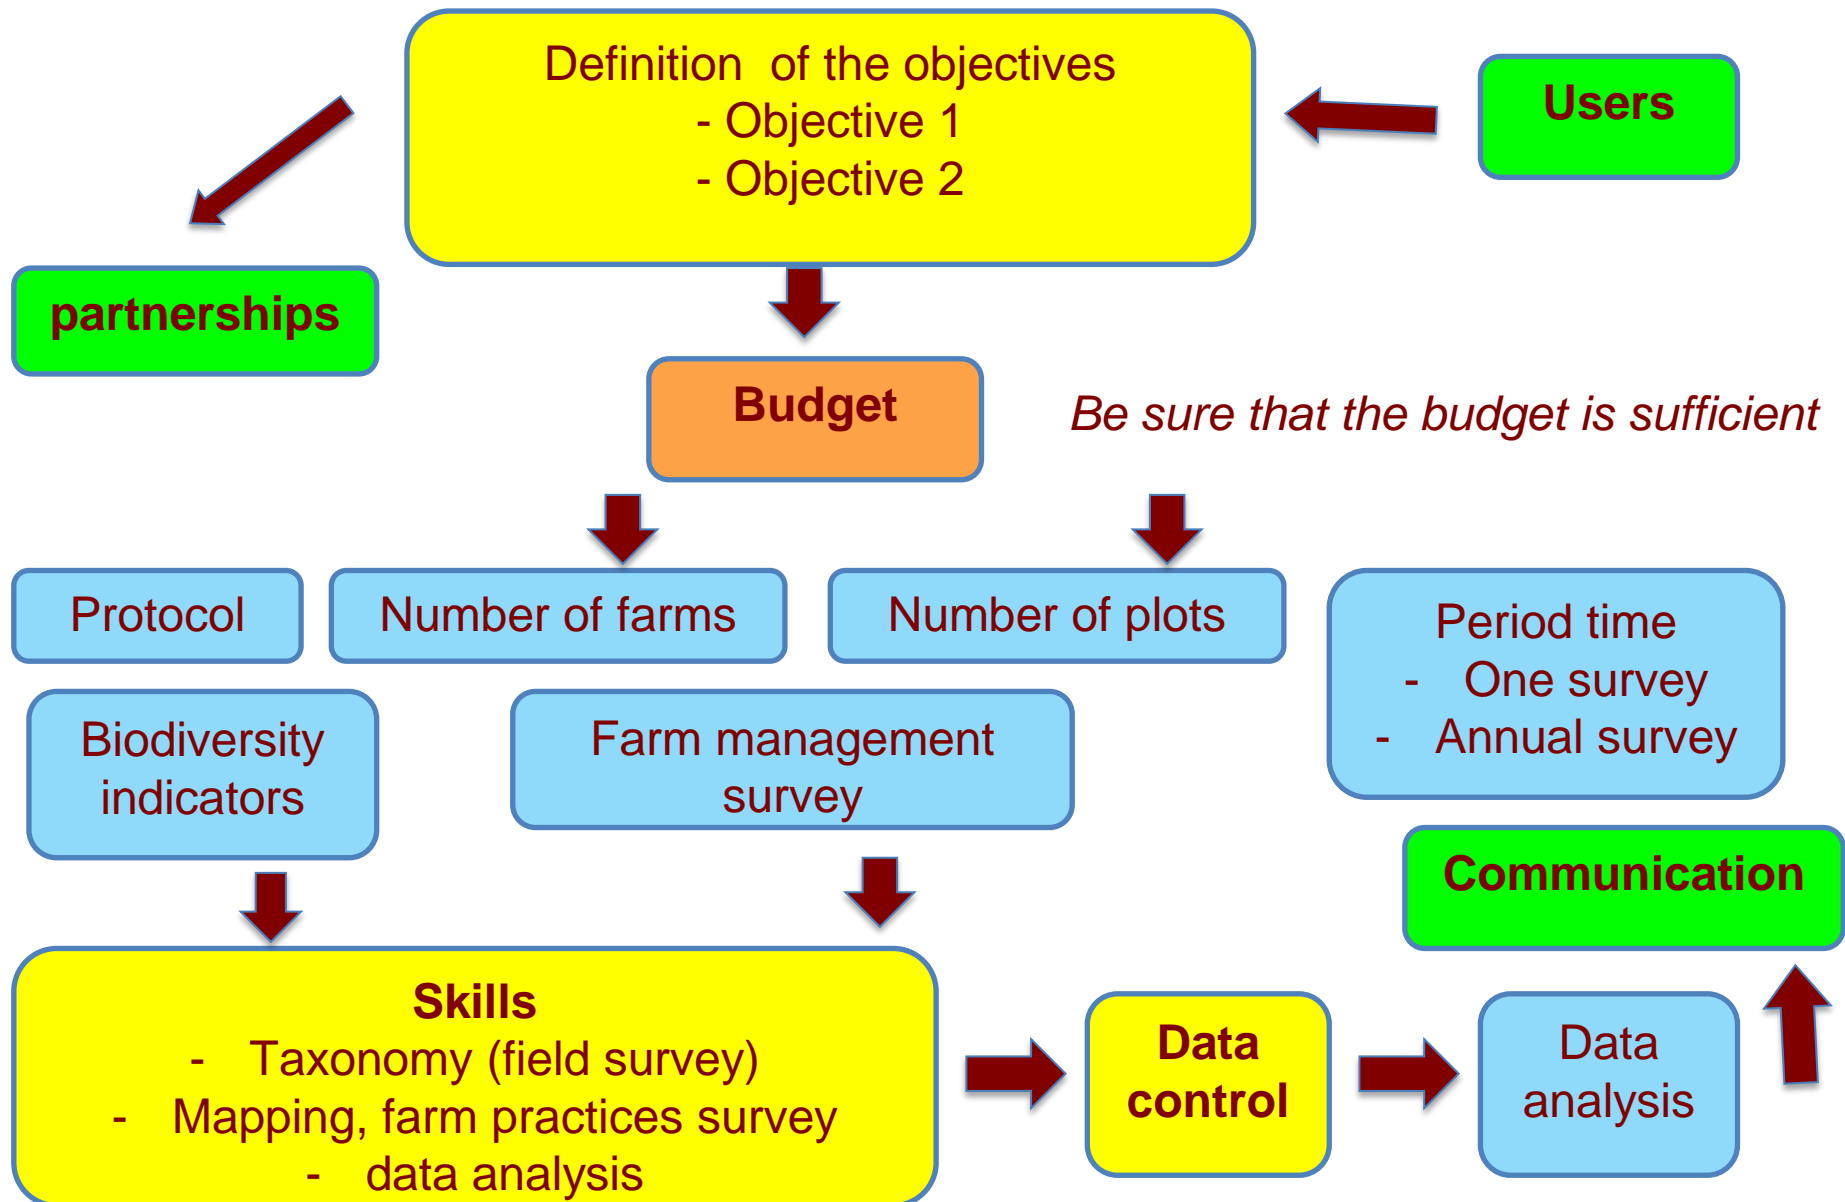 Definition of the objectives
- Objective 1
- Objective 2
Users
partnerships
Budget
Be sure that the budget is sufficient
Protocol
Number of farms
Number of plots
Period time
- One survey
- Annual survey
Biodiversity
indicators
Farm management
survey
Communication
Skills
- Taxonomy (field survey)
- Mapping, farm practices survey
- data analysis
Data
control
Data
analysis